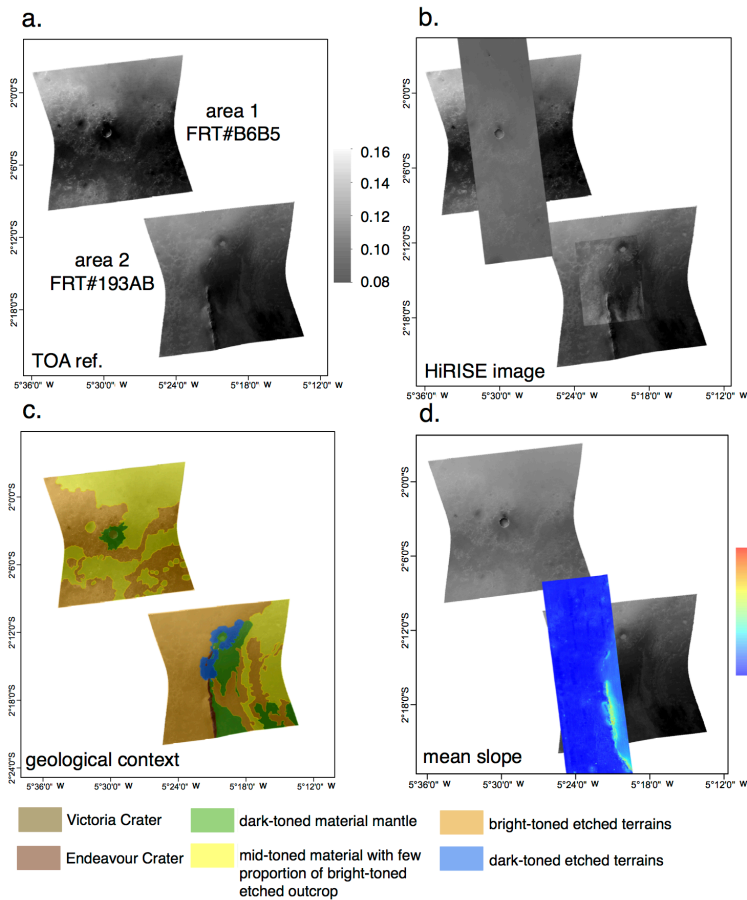 a.
area 1
FRT#B6B5
area 2
FRT#193AB
TOA ref.
0.16
0.14
0.12
0.10
0.08
2°0'0"S
2°6'0"S
2°12'0"S
2°18'0"S
5°36'0" W
5°30'0" W
5°24'0" W
5°18'0" W
5°12'0" W
b.
HiRISE image
2°0'0"S
2°6'0"S
2°12'0"S
2°18'0"S
5°36'0" W
5°30'0" W
5°24'0" W
5°18'0" W
5°12'0" W
c.
geological context
2°0'0"S
2°6'0"S
2°12'0"S
2°18'0"S
2°24'0"S
5°36'0" W
5°30'0" W
5°24'0" W
5°18'0" W
5°12'0" W
d.
mean slope
2°0'0"S
2°6'0"S
2°12'0"S
2°18'0"S
5°36'0" W
5°30'0" W
5°24'0" W
5°18'0" W
5°12'0" W
Victoria Crater
Endeavour Crater
dark-toned material mantle
mid-toned material with few
proportion of bright-toned
etched outcrop
bright-toned etched terrains
dark-toned etched terrains